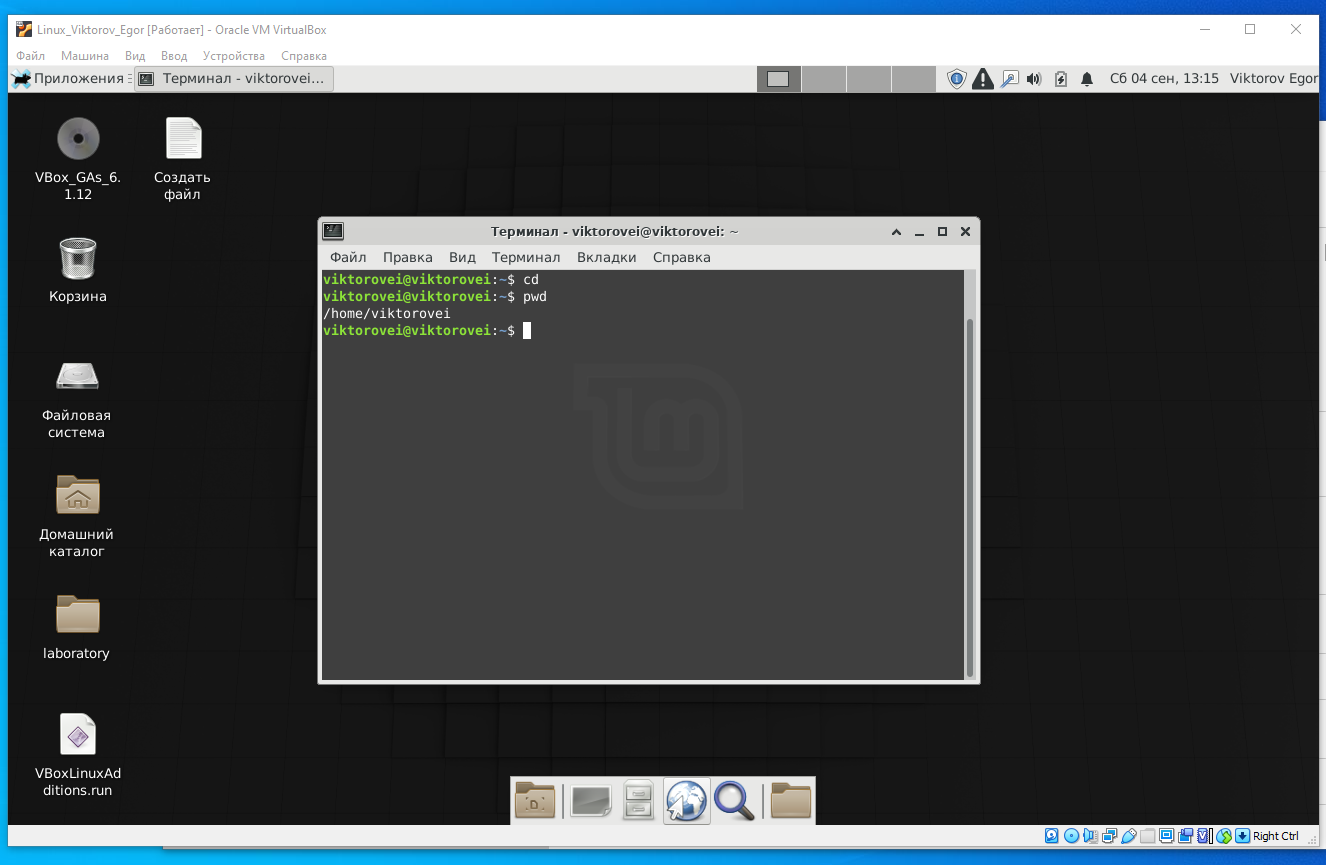 Linux_Viktorov_Egor [Работает] - Oracle VM VirtualBox
Файл Машина Вид Ввод Устройства Справка
Приложения Терминал - viktorovei... Сб 04 сен, 13:15 Viktorov Egor
VBox_GAs_6.
1.12
Создать
файл
Корзина
Файловая
система
Домашний
каталог
laboratory
VBoxLinuxAd
ditions.run
Терминал - viktorovei@viktorovei: ~
Файл Правка Вид Терминал Вкладки Справка
viktorovei@viktorovei:~$ cd
viktorovei@viktorovei:~$ pwd
/home/viktorovei
viktorovei@viktorovei:~$
Right Ctrl